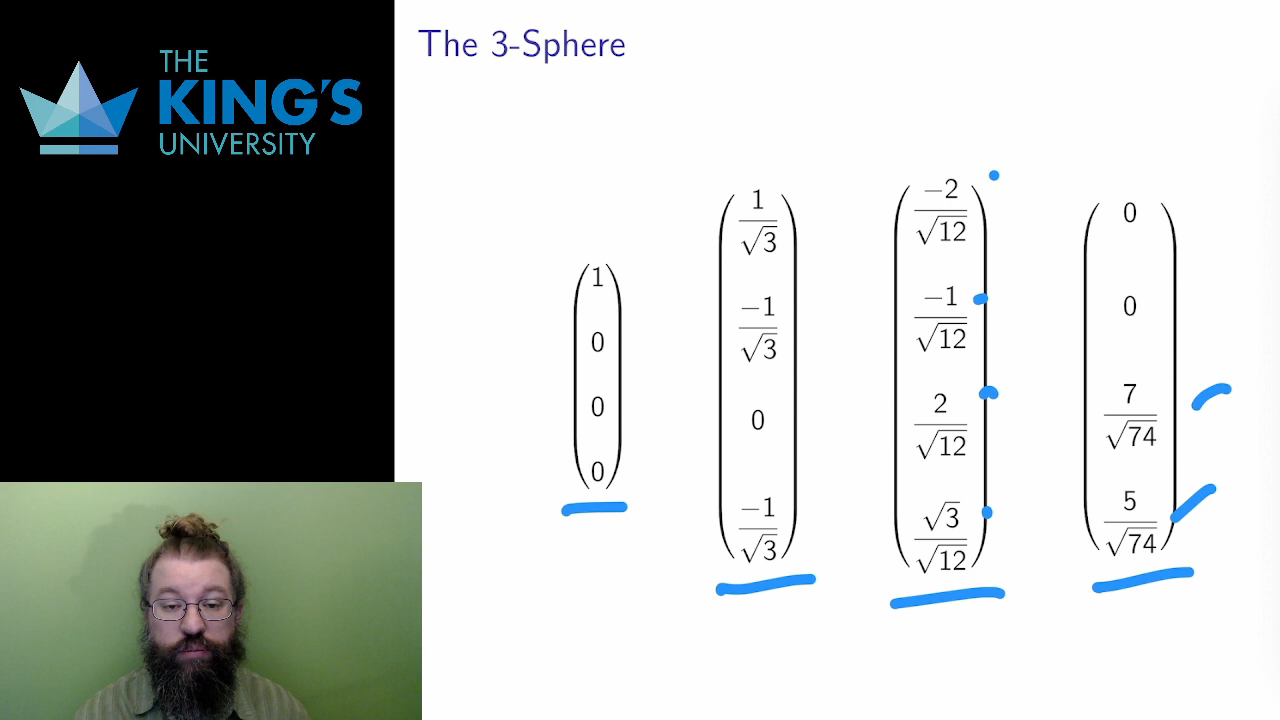 THE
KING'S
UNIVERSITY
The 3-Sphere
(1 0 0 0)
(1/√3 −1/√3 0 −1/√3)
(−2/√12 −1/√12 2/√12 √3/√12)
(0 0 7/√74 5/√74)